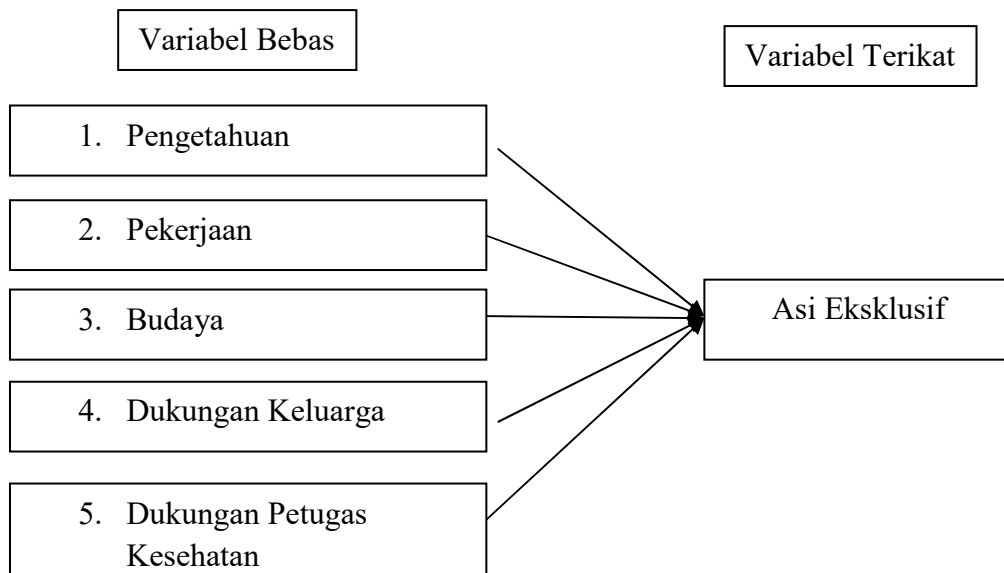 Variabel Bebas
Variabel Terikat
1. Pengetahuan
2. Pekerjaan
3. Budaya
4. Dukungan Keluarga
5. Dukungan Petugas
Kesehatan
Asi Eksklusif